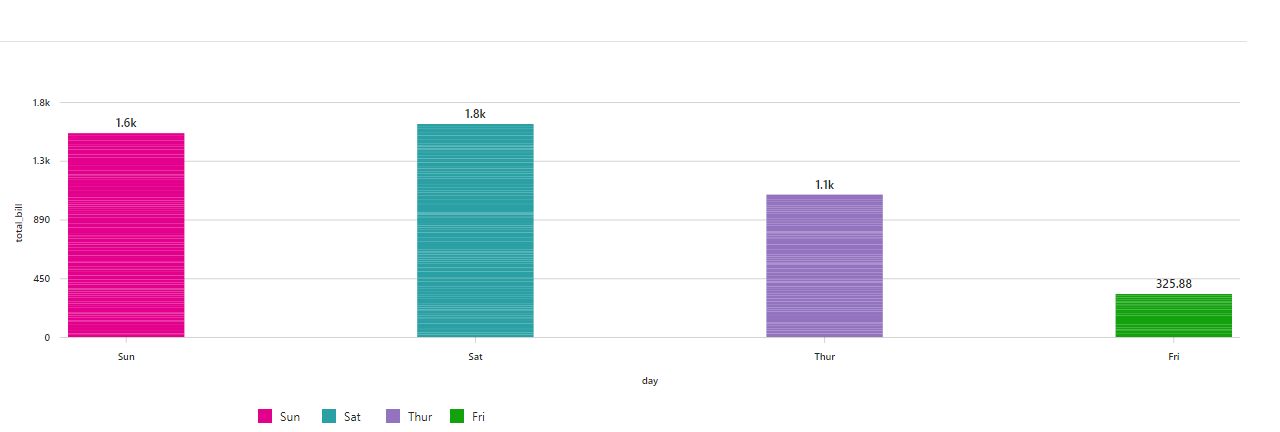 1.8k
1.3k
890
450
0
total_bill
1.6k
1.8k
1.1k
325.88
Sun Sat Thur Fri
day
Sun Sat Thur Fri